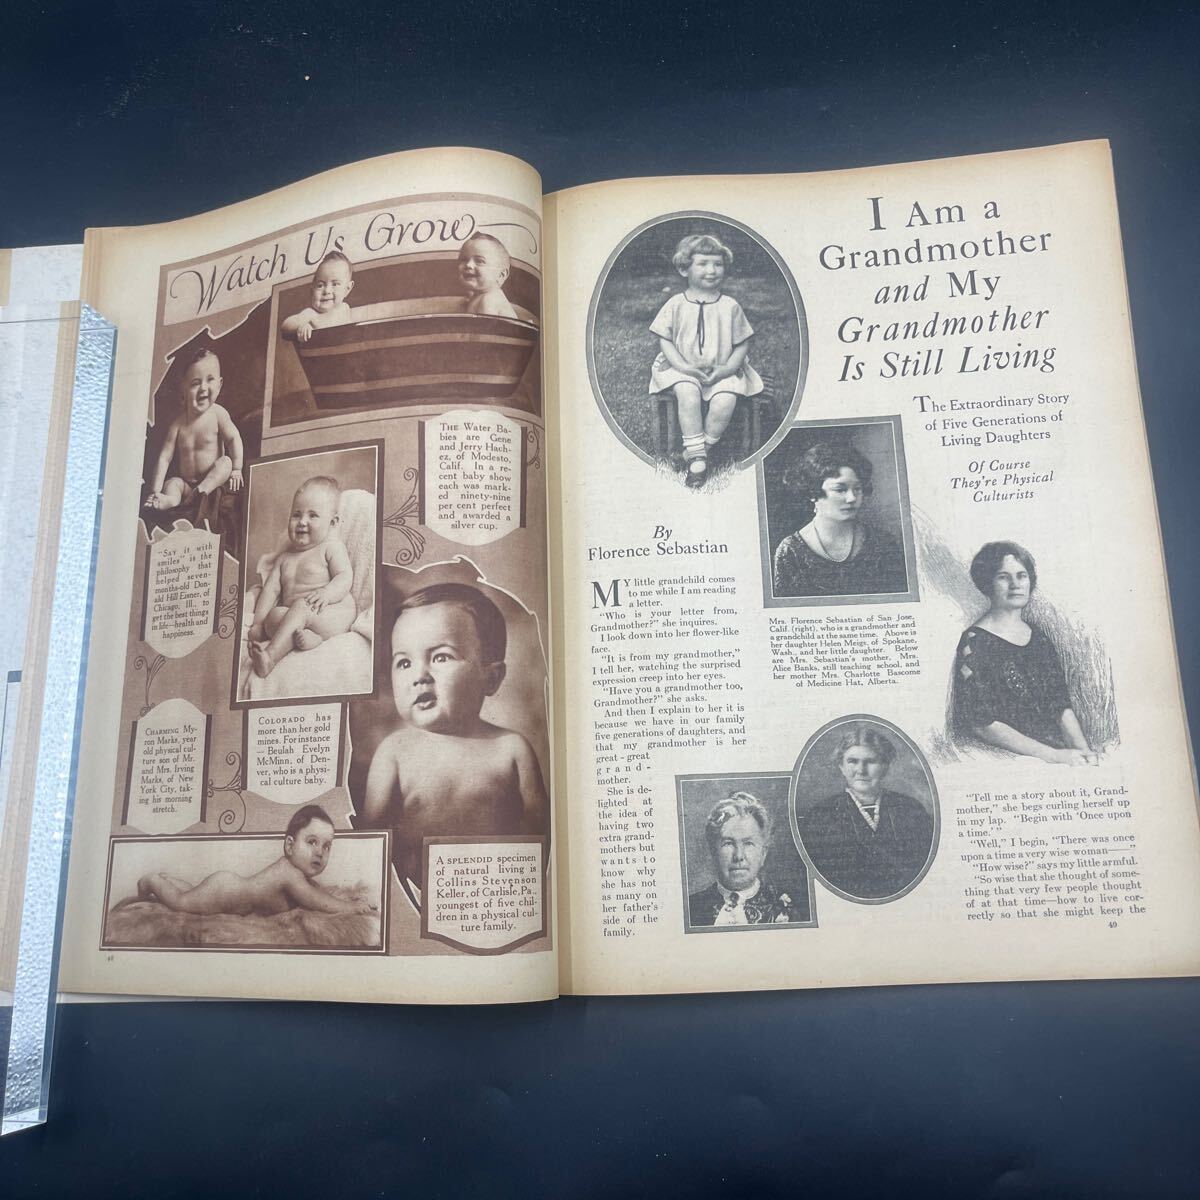 Watch Us Grow
THE Water Ba-
bies are Gene
and Jerry Hach-
ez, of Modesto,
Calif. In a re-
cent baby show
each was mark-
ed ninety-nine
per cent perfect
and awarded a
silver cup.
"SAY it with
smiles" is the
philosophy that
helped seven-
months-old Don-
ald Hill Eisner, of
Chicago, Ill., to
get the best things
in life—health and
happiness.
CHARMING My-
ron Marks, year
old physical cul-
ture son of Mr.
and Mrs. Irving
Marks, of New
York City, tak-
ing his morning
stretch.
COLORADO has
more than her gold
mines. For instance
— Beulah Evelyn
McMinn, of Den-
ver, who is a physi-
cal culture baby.
A SPLENDID specimen
of natural living is
Collins Stevenson
Keller, of Carlisle, Pa.,
youngest of five chil-
dren in a physical cul-
ture family.
48
I Am a
Grandmother
and My
Grandmother
Is Still Living
The Extraordinary Story
of Five Generations of
Living Daughters
Of Course
They're Physical
Culturists
By
Florence Sebastian
MY little grandchild comes
to me while I am reading
a letter.
"Who is your letter from,
Grandmother?" she inquires.
I look down into her flower-like
face.
"It is from my grandmother,"
I tell her, watching the surprised
expression creep into her eyes.
"Have you a grandmother too,
Grandmother?" she asks.
And then I explain to her it is
because we have in our family
five generations of daughters, and
that my grandmother is her
great - great
grand-
mother.
She is de-
lighted at
the idea of
having two
extra grand-
mothers but
wants to
know why
she has not
as many on
her father's
side of the
family.
Mrs. Florence Sebastian of San Jose,
Calif. (right), who is a grandmother and
a grandchild at the same time. Above is
her daughter Helen Meigs, of Spokane,
Wash., and her little daughter. Below
are Mrs. Sebastian's mother, Mrs.
Alice Banks, still teaching school, and
her mother Mrs. Charlotte Bascome
of Medicine Hat, Alberta.
"Tell me a story about it, Grand-
mother," she begs curling herself up
in my lap. "Begin with 'Once upon
a time.'"
"Well," I begin, "There was once
upon a time a very wise woman——"
"How wise?" says my little armful.
"So wise that she thought of some-
thing that very few people thought
of at that time—how to live cor-
rectly so that she might keep the
49